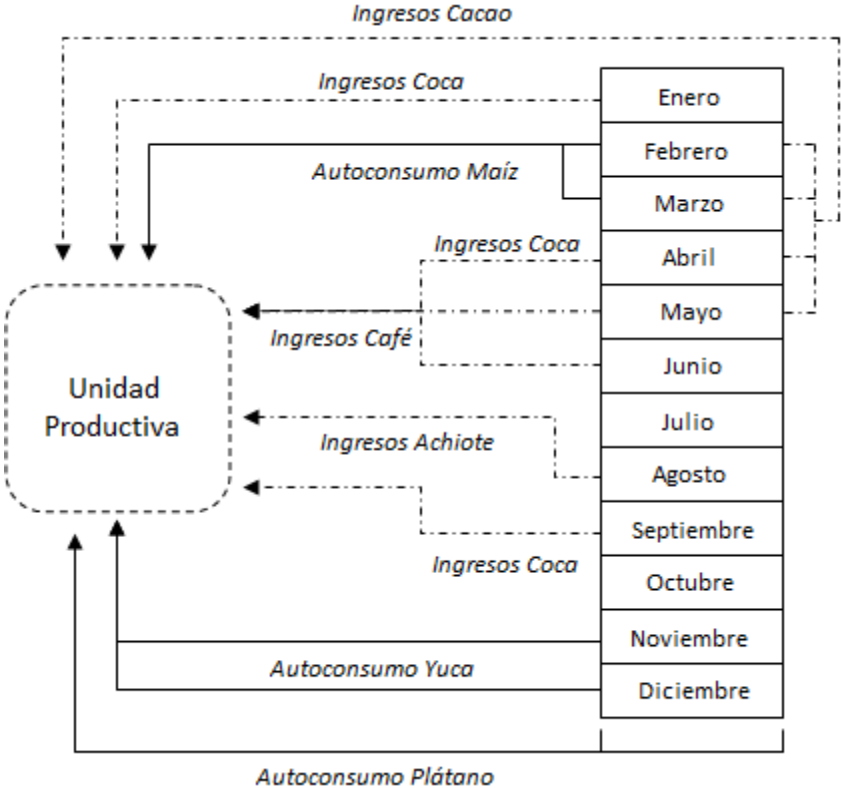 Ingresos Cacao
Ingresos Coca
Enero
Febrero
Autoconsumo Maíz
Marzo
Ingresos Coca
Abril
Mayo
Ingresos Café
Junio
Unidad
Productiva
Julio
Ingresos Achiote
Agosto
Septiembre
Ingresos Coca
Octubre
Noviembre
Autoconsumo Yuca
Diciembre
Autoconsumo Plátano